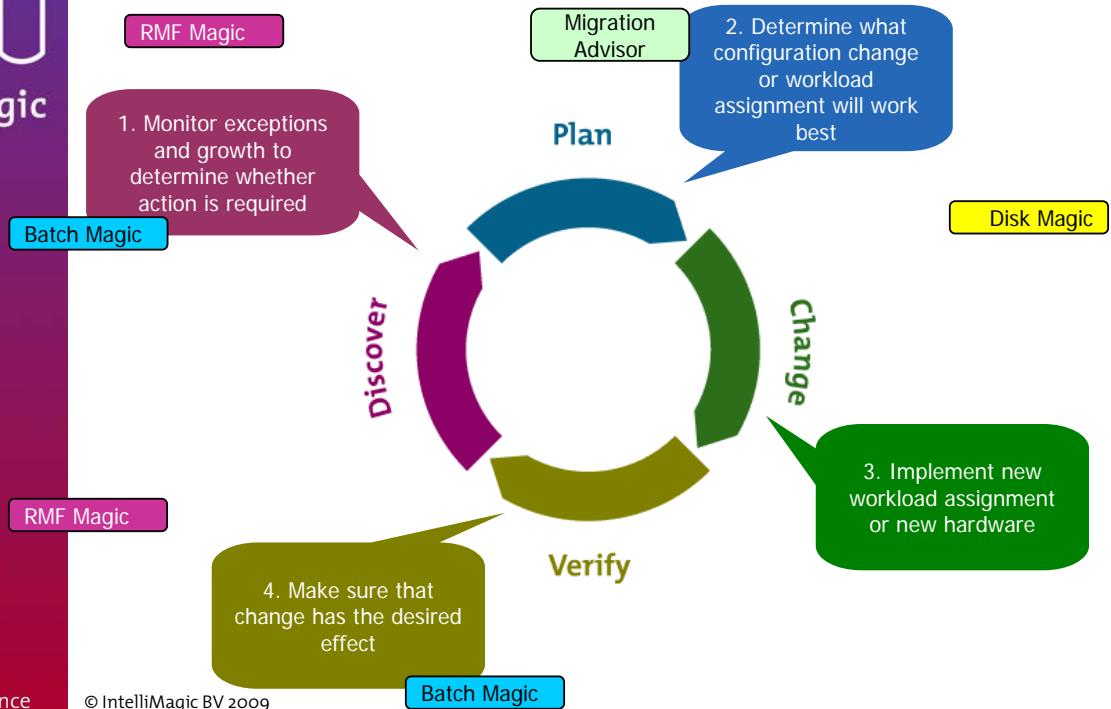 gic
RMF Magic
Migration
Advisor
2. Determine what
configuration change
or workload
assignment will work
best
1. Monitor exceptions
and growth to
determine whether
action is required
Plan
Batch Magic
Disk Magic
Discover
Change
RMF Magic
3. Implement new
workload assignment
or new hardware
Verify
4. Make sure that
change has the desired
effect
Batch Magic
nce
© IntelliMagic BV 2009